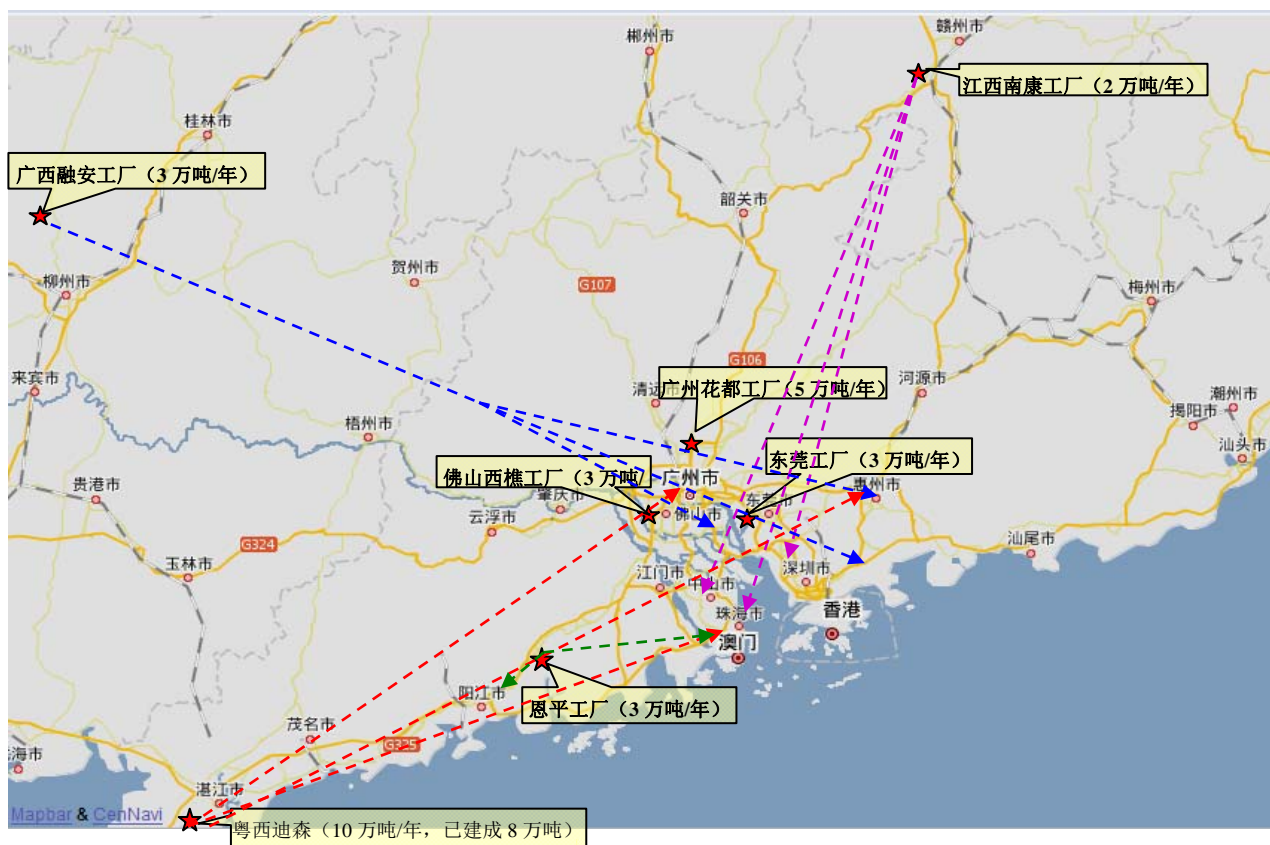 赣州市
郴州市
江西南康工厂（2 万吨/年）
桂林市
广西融安工厂（3 万吨/年）
韶关市
贺州市
柳州市
G107
梅州市
G106
来宾市
清远市
广州花都工厂（5 万吨/年）
河源市
潮州市
揭阳市
梧州市
汕头市
佛山西樵工厂（3 万吨/
广州市
东莞工厂（3 万吨/年）
贵港市
肇庆市
东莞
惠州市
云浮市
佛山市
G324
汕尾市
玉林市
江门市
中山市
深圳市
珠海市
香港
澳门
阳江市
恩平工厂（3 万吨/年）
茂名市
G325
海市
湛江市
Mapbar & CenNavi
粤西迪森（10 万吨/年，已建成 8 万吨）